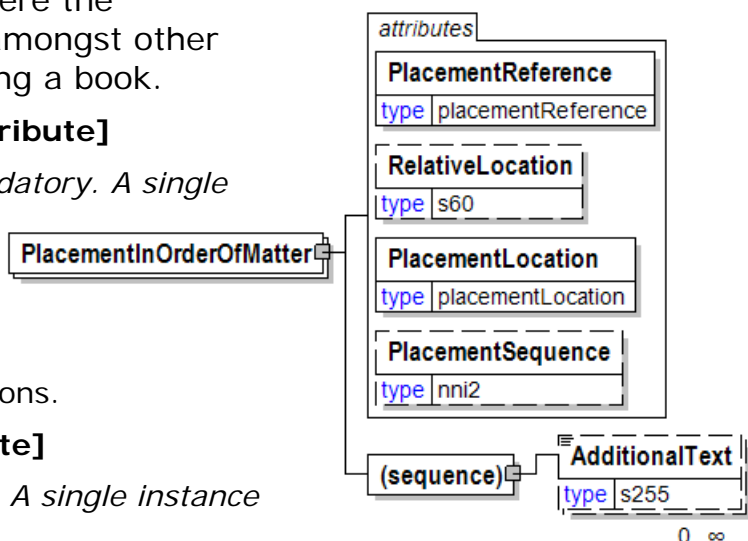 ere the
amongst other
ng a book.
ribute]
datory. A single
ons.
te]
A single instance
attributes
PlacementReference
type placementReference
RelativeLocation
type s60
PlacementInOrderOfMatter
PlacementLocation
type placementLocation
PlacementSequence
type nni2
(sequence)
AdditionalText
type s255
0 ∞